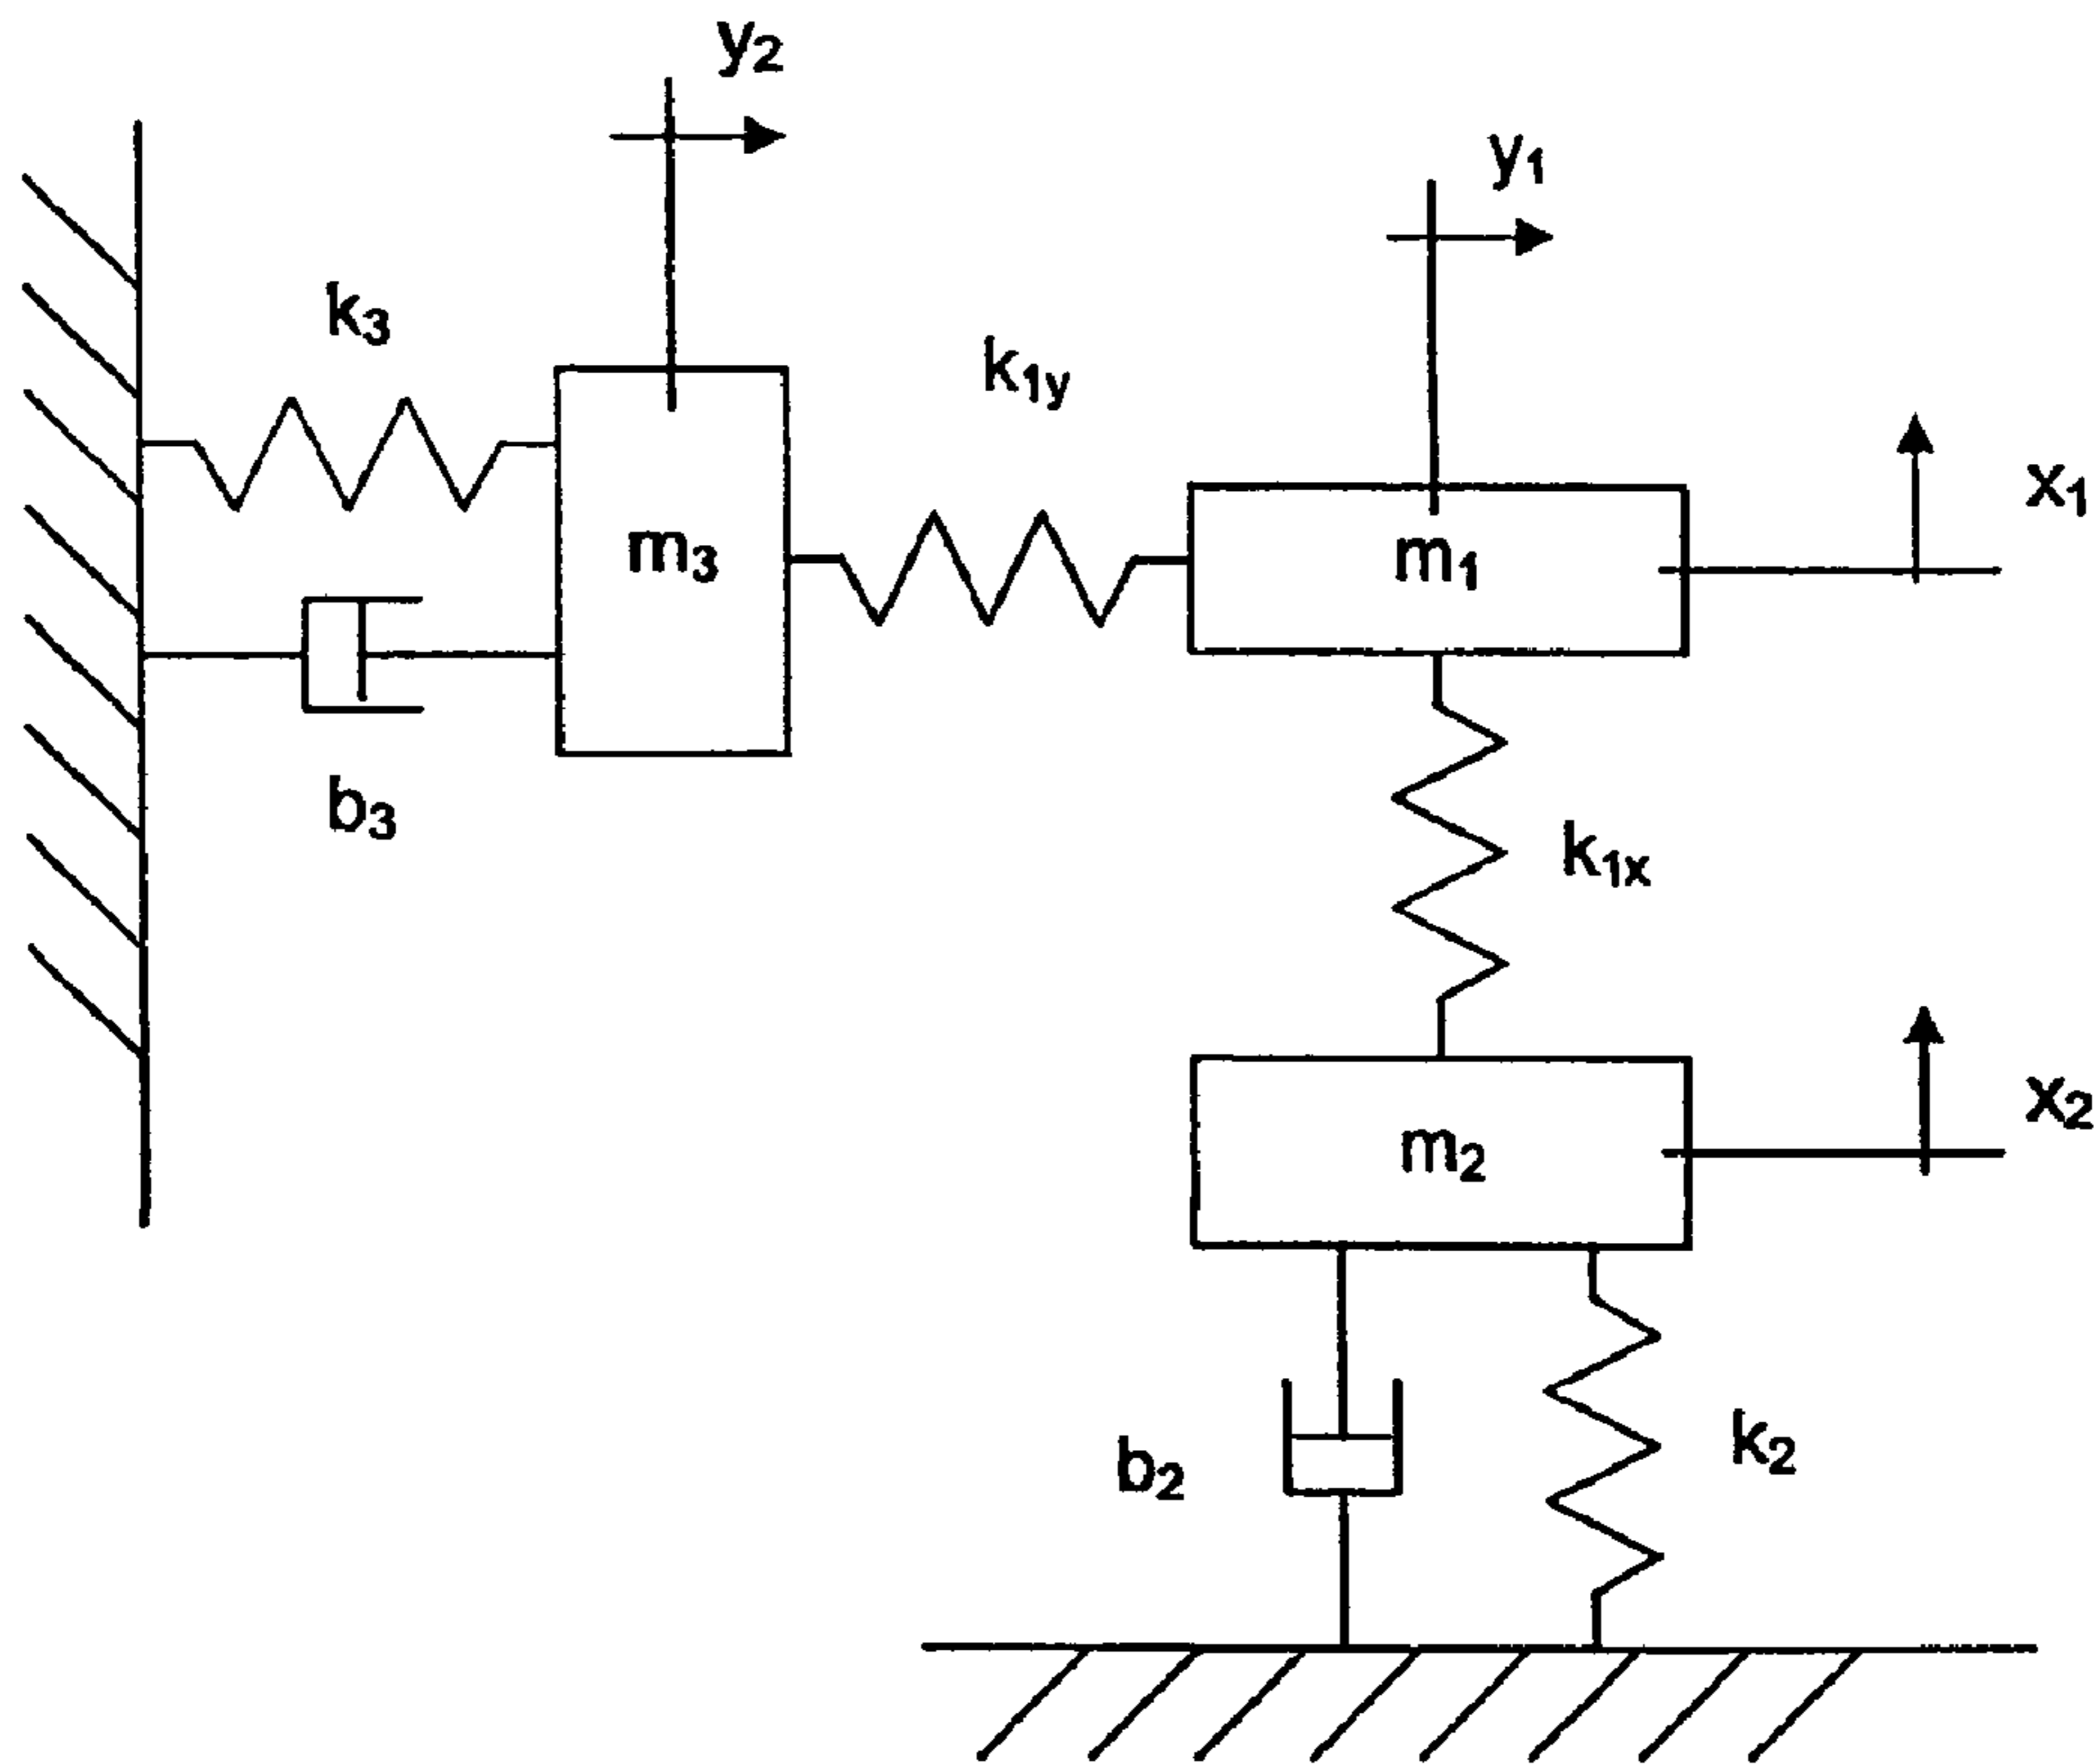 y₂
y₁
k₃
k₁y
x₁
m₃
m₁
b₃
k₁ₓ
x₂
m₂
b₂
k₂